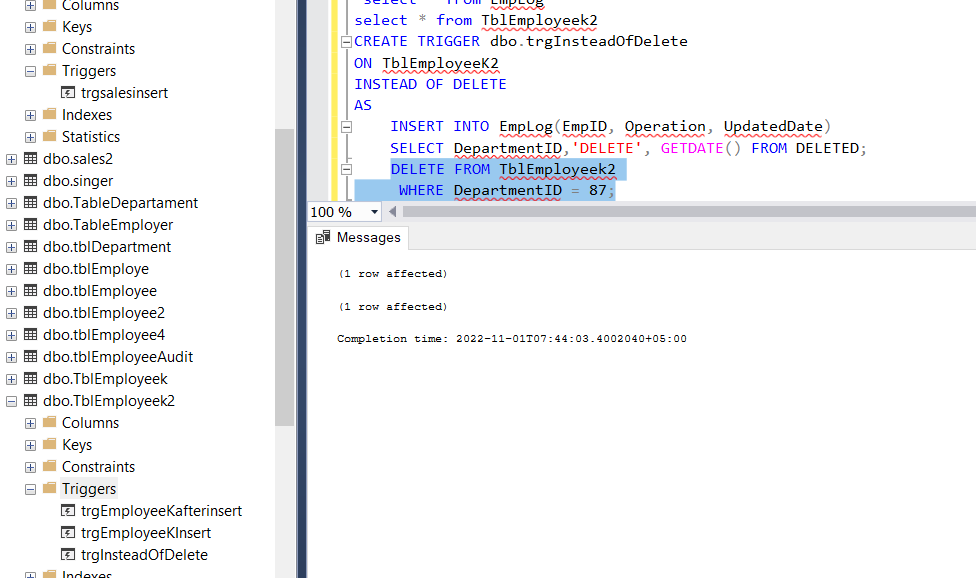 Columns
Keys
Constraints
Triggers
trgsalesinsert
Indexes
Statistics
dbo.sales2
dbo.singer
dbo.TableDepartament
dbo.TableEmployer
dbo.tblDepartment
dbo.tblEmploye
dbo.tblEmployee
dbo.tblEmployee2
dbo.tblEmployee4
dbo.tblEmployeeAudit
dbo.TblEmployeek
dbo.TblEmployeek2
Columns
Keys
Constraints
Triggers
trgEmployeeKafterinsert
trgEmployeeKInsert
trgInsteadOfDelete
Indexes
select * from EmpLog
select * from TblEmployeek2
CREATE TRIGGER dbo.trgInsteadOfDelete
ON TblEmployeeK2
INSTEAD OF DELETE
AS
INSERT INTO EmpLog(EmpID, Operation, UpdatedDate)
SELECT DepartmentID,'DELETE', GETDATE() FROM DELETED;
DELETE FROM TblEmployeek2
WHERE DepartmentID = 87;
100 %
Messages
(1 row affected)
(1 row affected)
Completion time: 2022-11-01T07:44:03.4002040+05:00